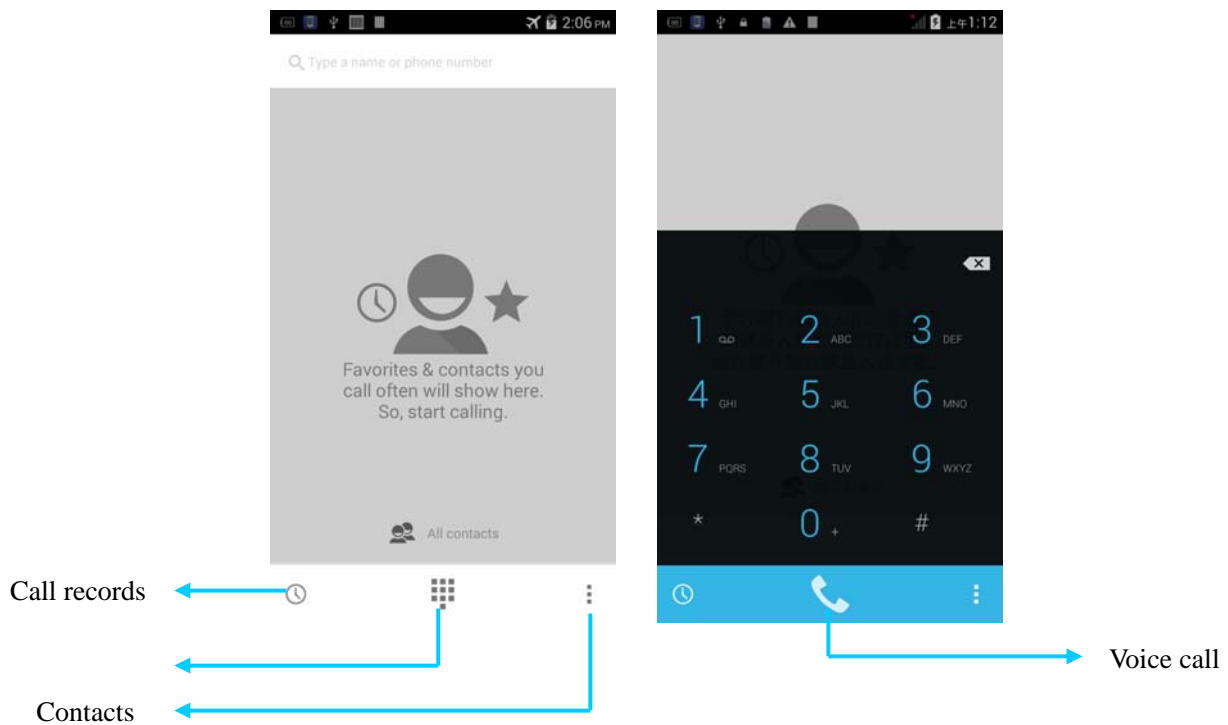 2:06 PM
Type a name or phone number
Favorites & contacts you
call often will show here.
So, start calling.
All contacts
Call records
Contacts
上午1:12
1
2 ABC
3 DEF
4 GHI
5 JKL
6 MNO
7 PQRS
8 TUV
9 WXYZ
*
0 +
#
Voice call